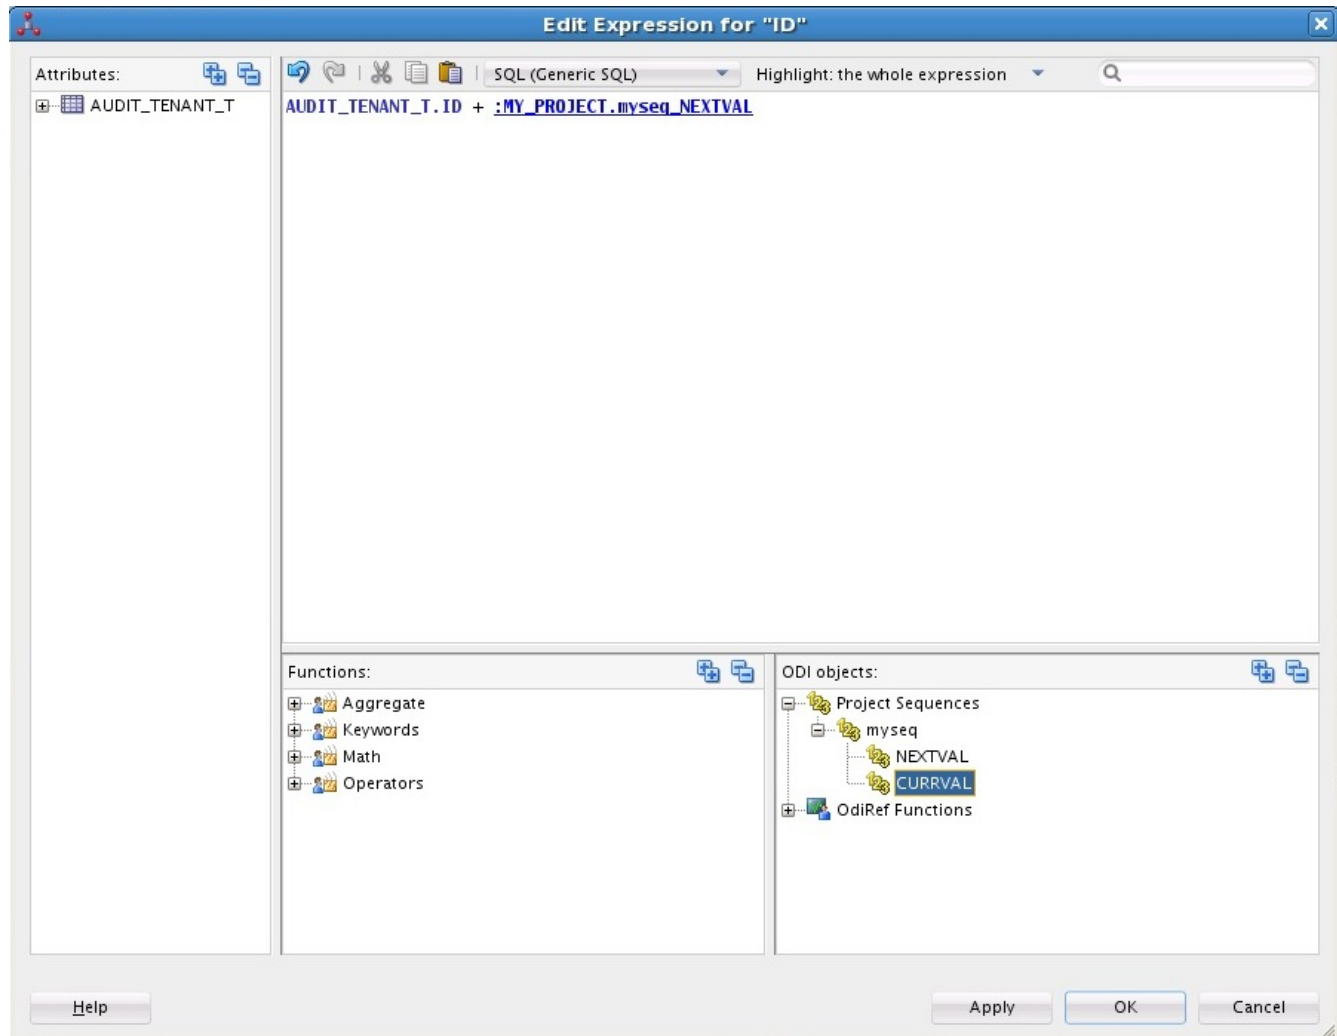 Edit Expression for "ID"
Attributes:
SQL (Generic SQL)
Highlight: the whole expression
AUDIT_TENANT_T
AUDIT_TENANT_T.ID + :MY_PROJECT.myseq_NEXTVAL
Functions:
Aggregate
Keywords
Math
Operators
ODI objects:
Project Sequences
myseq
NEXTVAL
CURRVAL
OdiRef Functions
Help
Apply
OK
Cancel